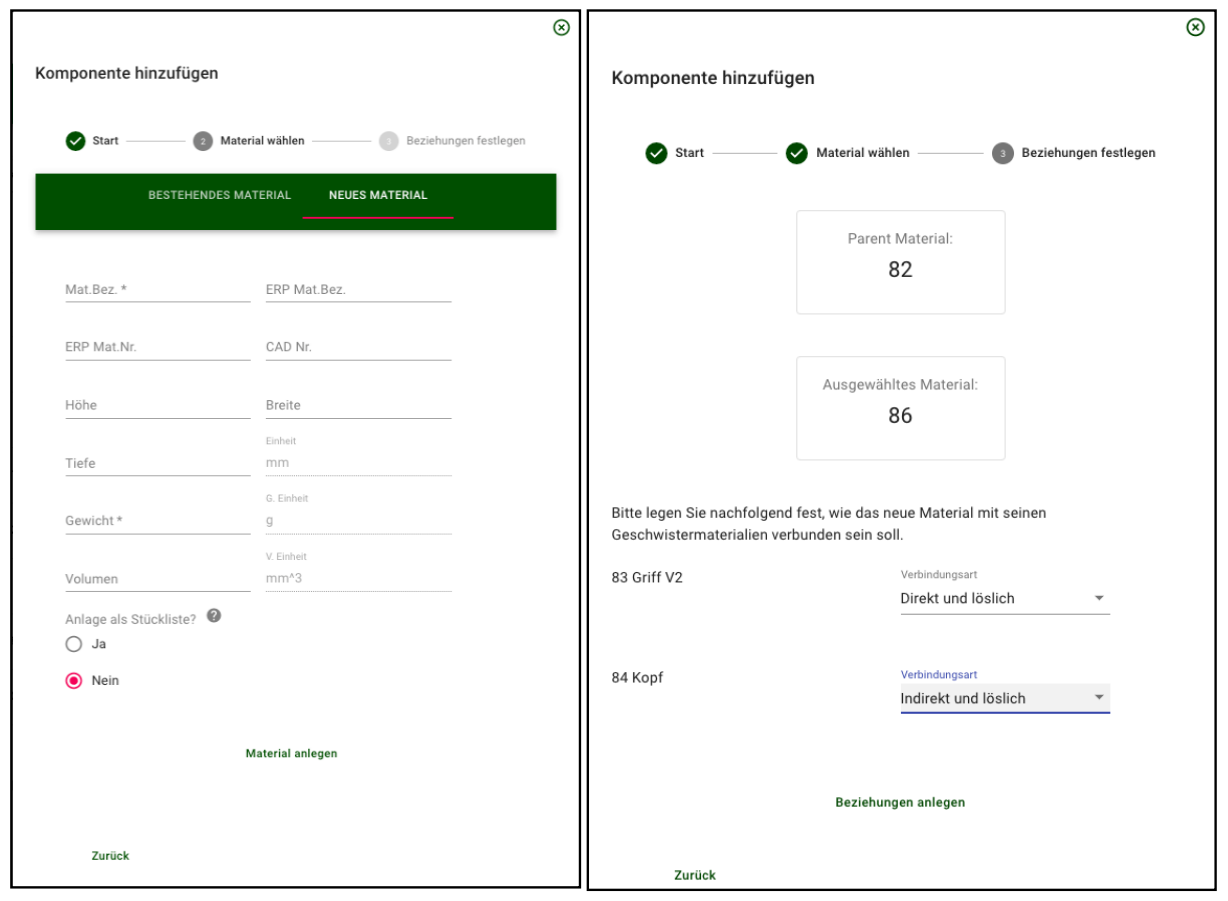 Komponente hinzufügen
Start
2 Material wählen
3 Beziehungen festlegen
BESTEHENDES MATERIAL NEUES MATERIAL
Mat.Bez. * ERP Mat.Bez.
ERP Mat.Nr. CAD Nr.
Höhe Breite
Einheit
Tiefe mm
G. Einheit
Gewicht * g
V. Einheit
Volumen mm^3
Anlage als Stückliste? ?
Ja
Nein
Material anlegen
Zurück
Komponente hinzufügen
Start
Material wählen
3 Beziehungen festlegen
Parent Material:
82
Ausgewähltes Material:
86
Bitte legen Sie nachfolgend fest, wie das neue Material mit seinen
Geschwistermaterialien verbunden sein soll.
Verbindungsart
83 Griff V2 Direkt und löslich
Verbindungsart
84 Kopf Indirekt und löslich
Beziehungen anlegen
Zurück